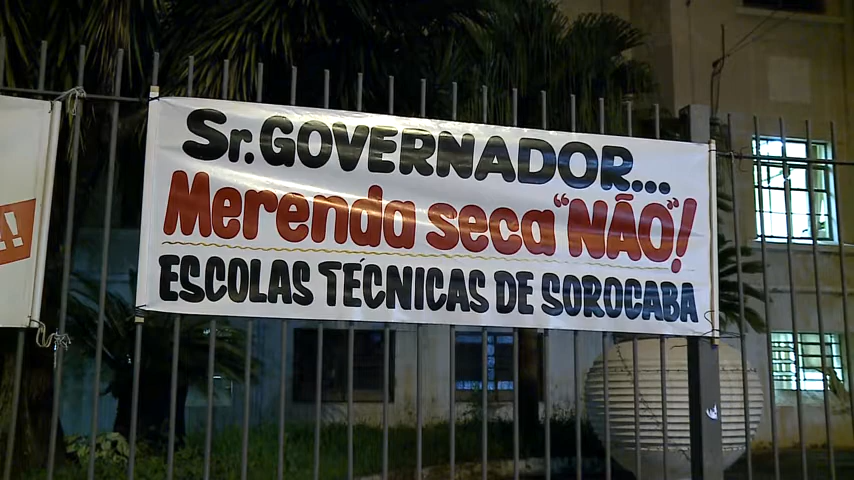 Sr. GOVERNADOR...
Merenda seca "NÃO"!
ESCOLAS TÉCNICAS DE SOROCABA
!